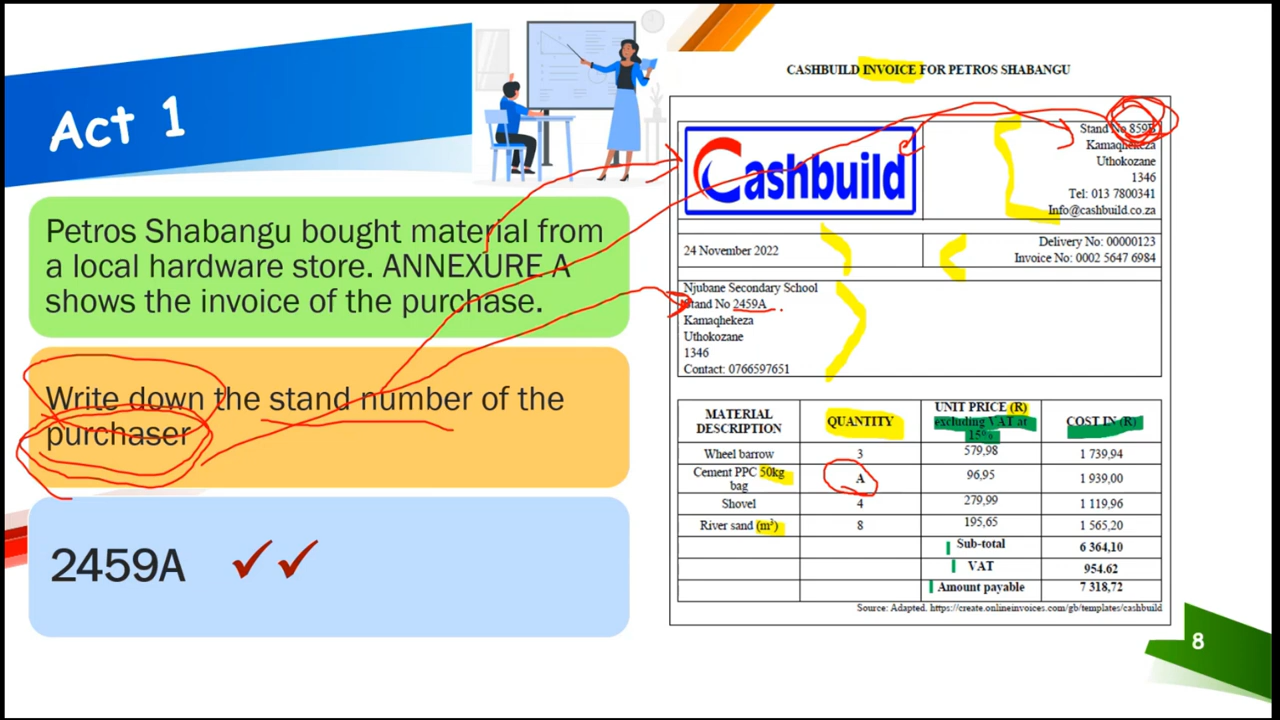 Act 1
Petros Shabangu bought material from
a local hardware store. ANNEXURE A
shows the invoice of the purchase.
Write down the stand number of the
purchaser
2459A
CASHBUILD INVOICE FOR PETROS SHABANGU
Cashbuild
Stand No 859B
Kamaqhekeza
Uthokozane
1346
Tel: 013 7800341
Info@cashbuild.co.za
24 November 2022
Delivery No: 00000123
Invoice No: 0002 5647 6984
Njubane Secondary School
Stand No 2459A
Kamaqhekeza
Uthokozane
1346
Contact: 0766597651
MATERIAL DESCRIPTION QUANTITY UNIT PRICE (R) excluding VAT at 15% COST IN (R)
Wheel barrow 3 579,98 1 739,94
Cement PPC 50kg bag A 96,95 1 939,00
Shovel 4 279,99 1 119,96
River sand (m³) 8 195,65 1 565,20
Sub-total 6 364,10
VAT 954.62
Amount payable 7 318,72
Source: Adapted. https://create.onlineinvoices.com/gb/templates/cashbuild
8